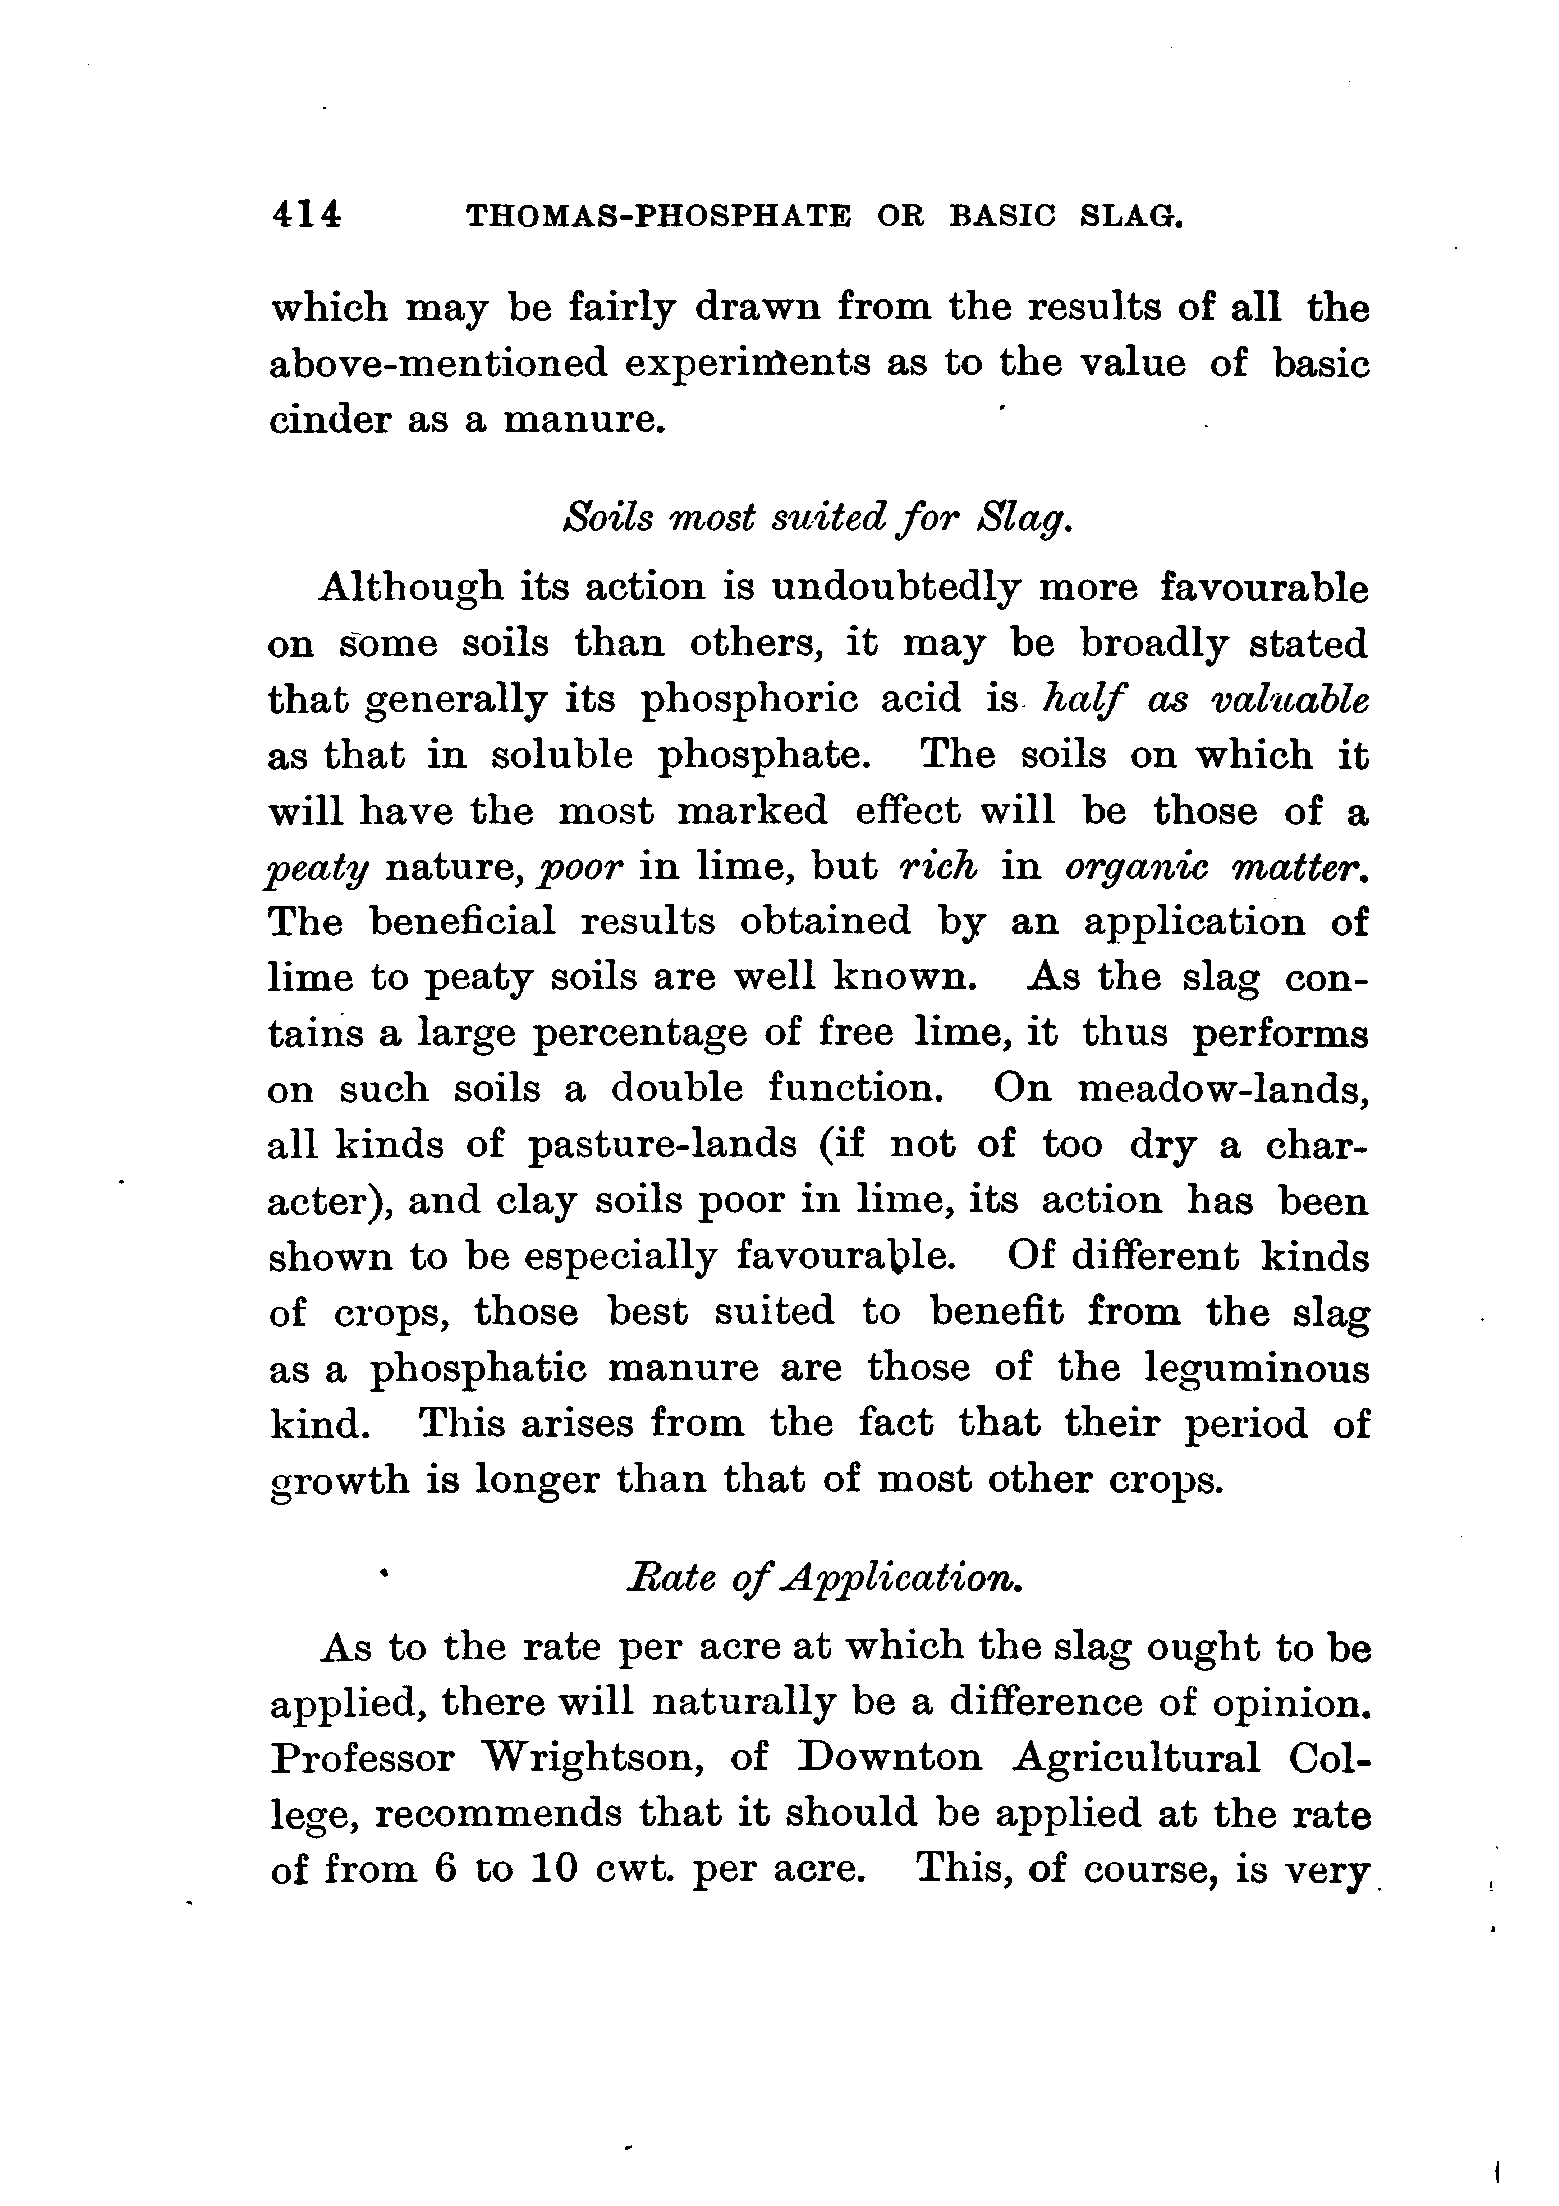 414 THOMAS-PHOSPHATE OR BASIC SLAG.
which may be fairly drawn from the results of all the
above-mentioned experiments as to the value of basic
cinder as a manure.
Soils most suited for Slag.
Although its action is undoubtedly more favourable
on some soils than others, it may be broadly stated
that generally its phosphoric acid is half as valuable
as that in soluble phosphate. The soils on which it
will have the most marked effect will be those of a
peaty nature, poor in lime, but rich in organic matter.
The beneficial results obtained by an application of
lime to peaty soils are well known. As the slag con-
tains a large percentage of free lime, it thus performs
on such soils a double function. On meadow-lands,
all kinds of pasture-lands (if not of too dry a char-
acter), and clay soils poor in lime, its action has been
shown to be especially favourable. Of different kinds
of crops, those best suited to benefit from the slag
as a phosphatic manure are those of the leguminous
kind. This arises from the fact that their period of
growth is longer than that of most other crops.
Rate of Application.
As to the rate per acre at which the slag ought to be
applied, there will naturally be a difference of opinion.
Professor Wrightson, of Downton Agricultural Col-
lege, recommends that it should be applied at the rate
of from 6 to 10 cwt. per acre. This, of course, is very